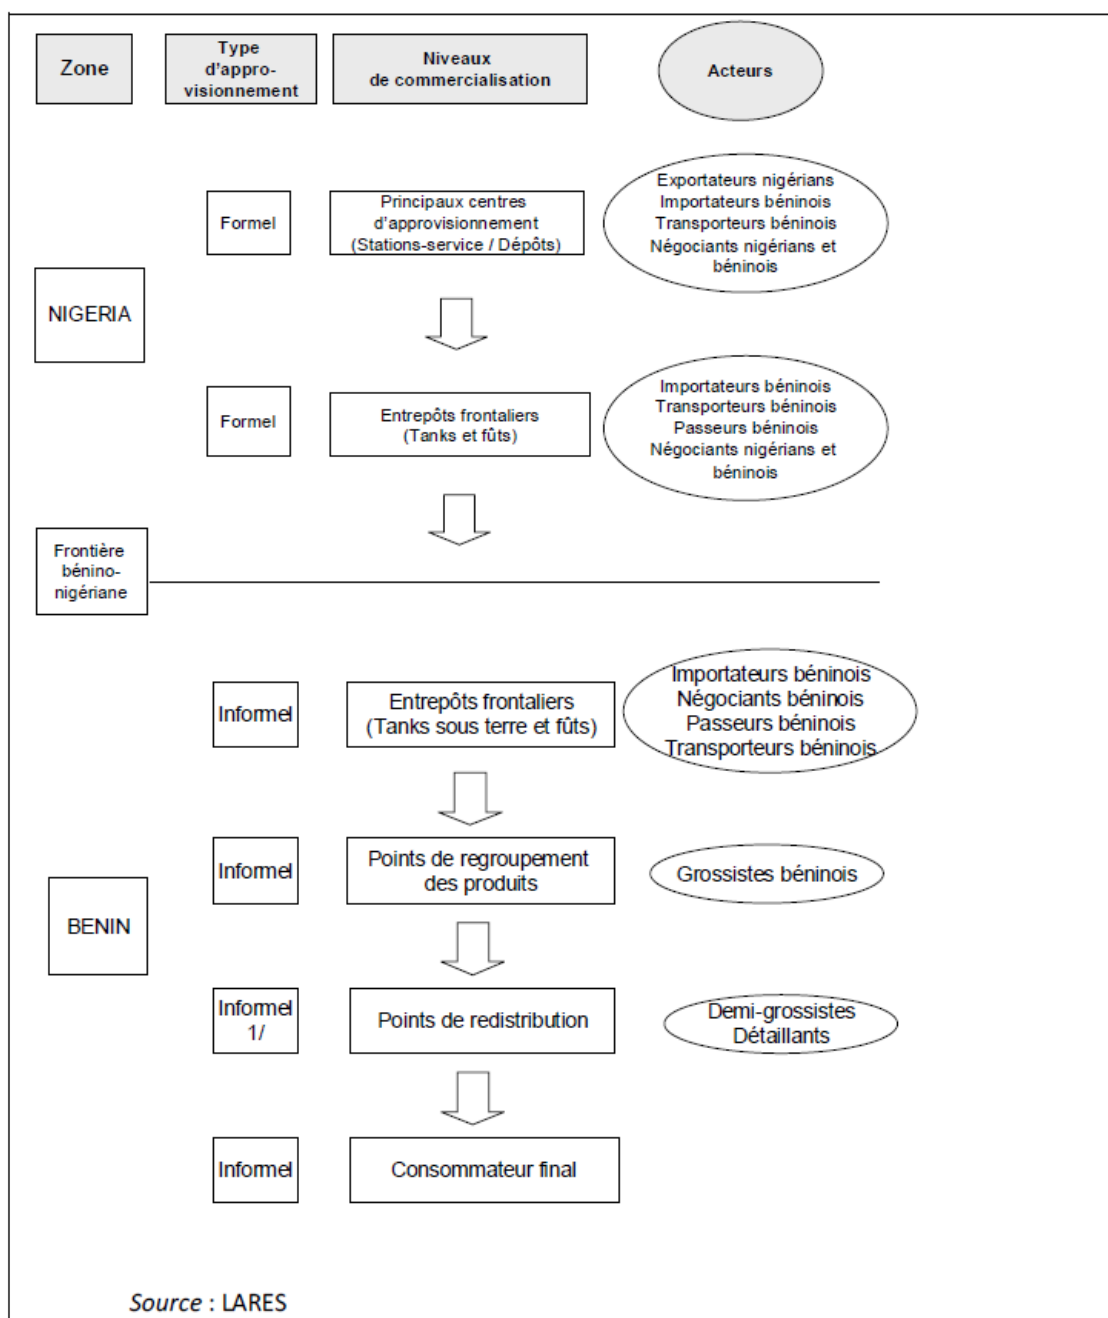 Zone
Type
d'appro-
visionnement
Niveaux
de commercialisation
Acteurs
Formel
Principaux centres
d'approvisionnement
(Stations-service / Dépôts)
Exportateurs nigérians
Importateurs béninois
Transporteurs béninois
Négociants nigérians et
béninois
NIGERIA
Formel
Entrepôts frontaliers
(Tanks et fûts)
Importateurs béninois
Transporteurs béninois
Passeurs béninois
Négociants nigérians et
béninois
Frontière
bénino-
nigériane
Informel
Entrepôts frontaliers
(Tanks sous terre et fûts)
Importateurs béninois
Négociants béninois
Passeurs béninois
Transporteurs béninois
Informel
Points de regroupement
des produits
Grossistes béninois
BENIN
Informel
1/
Points de redistribution
Demi-grossistes
Détaillants
Informel
Consommateur final
Source : LARES